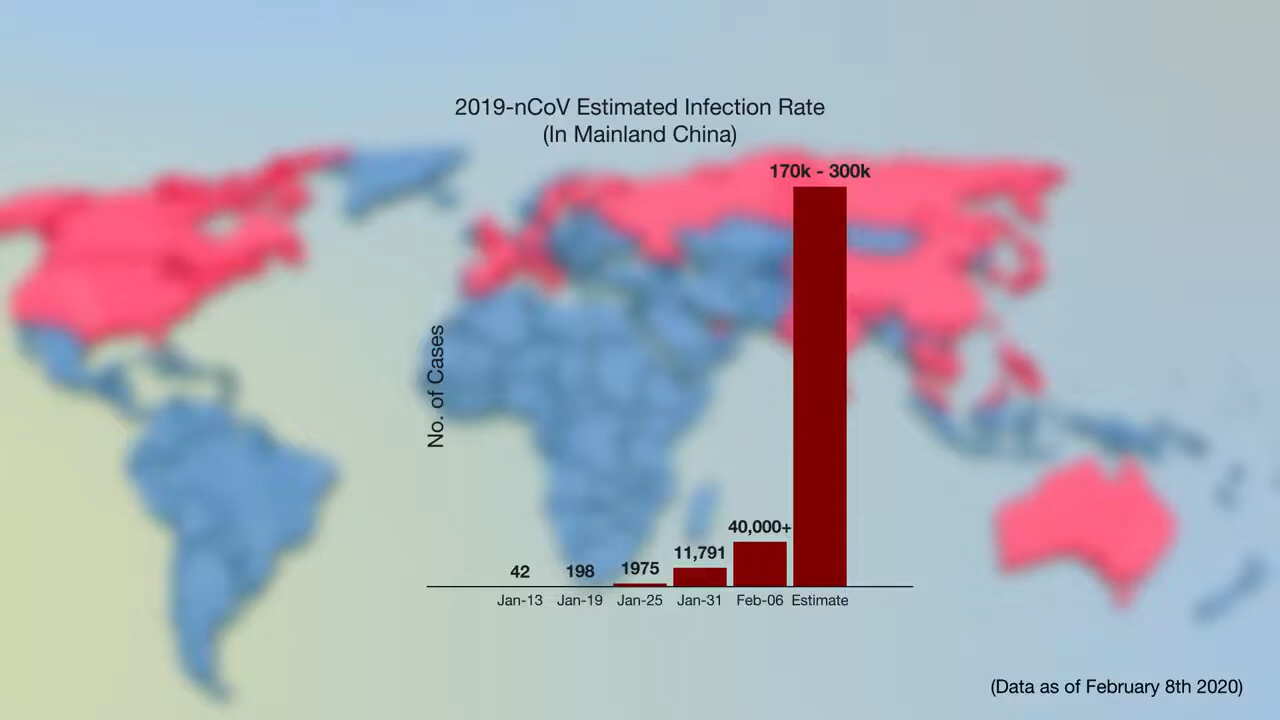 2019-nCoV Estimated Infection Rate
(In Mainland China)
170k - 300k
No. of Cases
40,000+
11,791
1975
198
42
Jan-13 Jan-19 Jan-25 Jan-31 Feb-06 Estimate
(Data as of February 8th 2020)